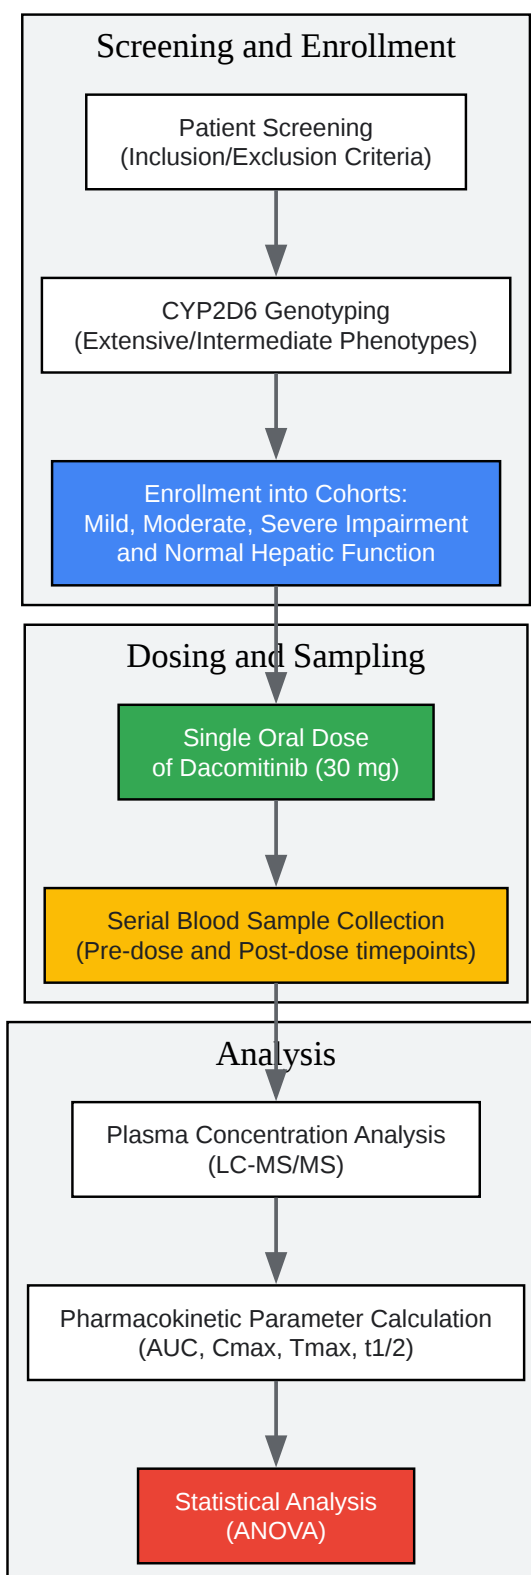 Screening and Enrollment
Patient Screening
(Inclusion/Exclusion Criteria)
CYP2D6 Genotyping
(Extensive/Intermediate Phenotypes)
Enrollment into Cohorts:
Mild, Moderate, Severe Impairment
and Normal Hepatic Function
Dosing and Sampling
Single Oral Dose
of Dacomitinib (30 mg)
Serial Blood Sample Collection
(Pre-dose and Post-dose timepoints)
Analysis
Plasma Concentration Analysis
(LC-MS/MS)
Pharmacokinetic Parameter Calculation
(AUC, Cmax, Tmax, t1/2)
Statistical Analysis
(ANOVA)